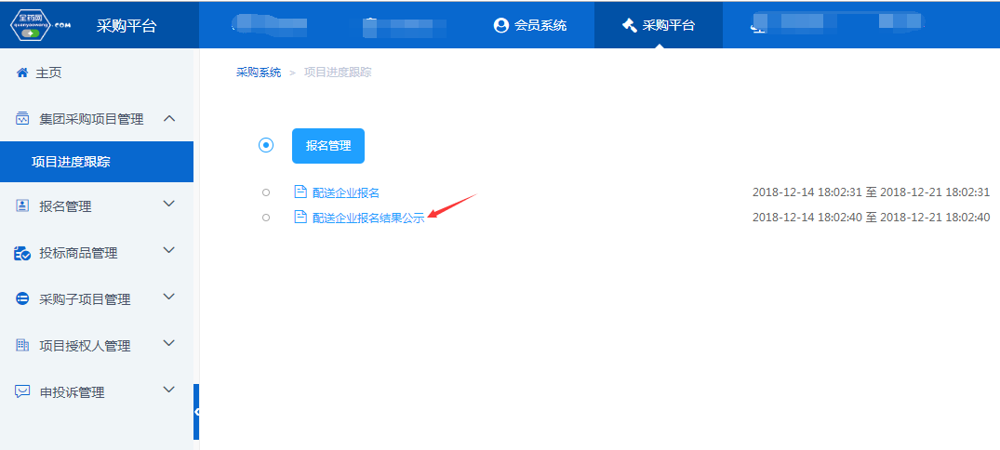 全药网
quanyaowang
.COM
采购平台
会员系统
采购平台
采购系统 > 项目进度跟踪
主页
集团采购项目管理
项目进度跟踪
报名管理
投标商品管理
采购子项目管理
项目授权人管理
申投诉管理
报名管理
配送企业报名 2018-12-14 18:02:31 至 2018-12-21 18:02:31
配送企业报名结果公示 2018-12-14 18:02:40 至 2018-12-21 18:02:40